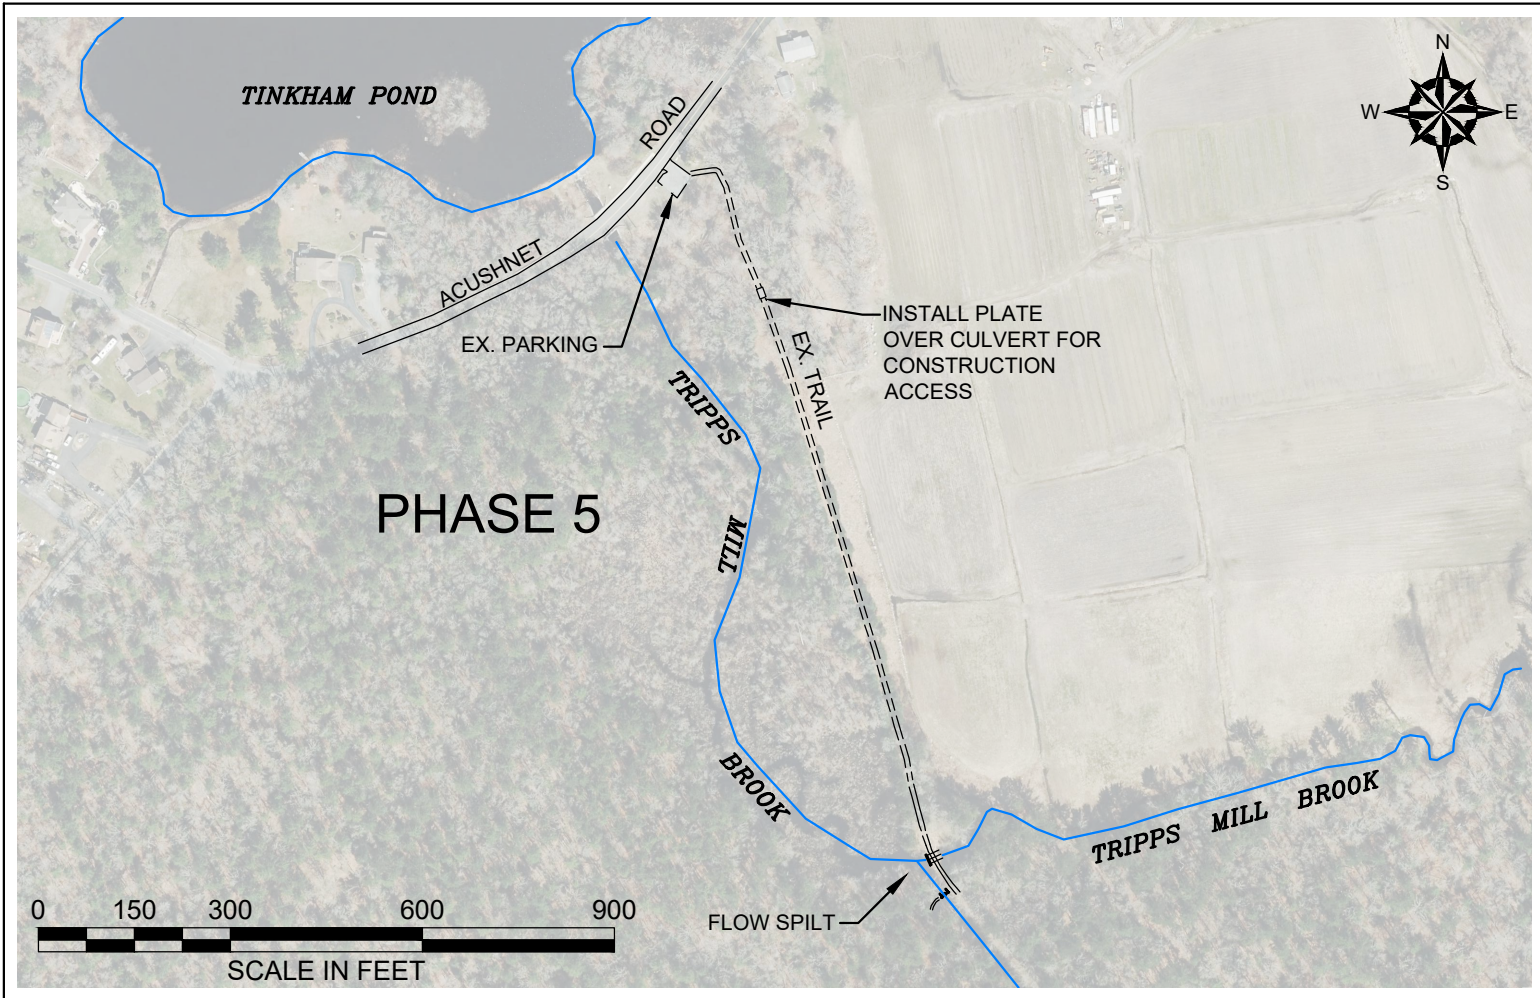 TINKHAM POND
N
W
E
S
ROAD
ACUSHNET
EX. PARKING
INSTALL PLATE
OVER CULVERT FOR
CONSTRUCTION
ACCESS
EX. TRAIL
TRIPPS
MILL
BROOK
PHASE 5
TRIPPS MILL BROOK
FLOW SPILT
0 150 300 600 900
SCALE IN FEET